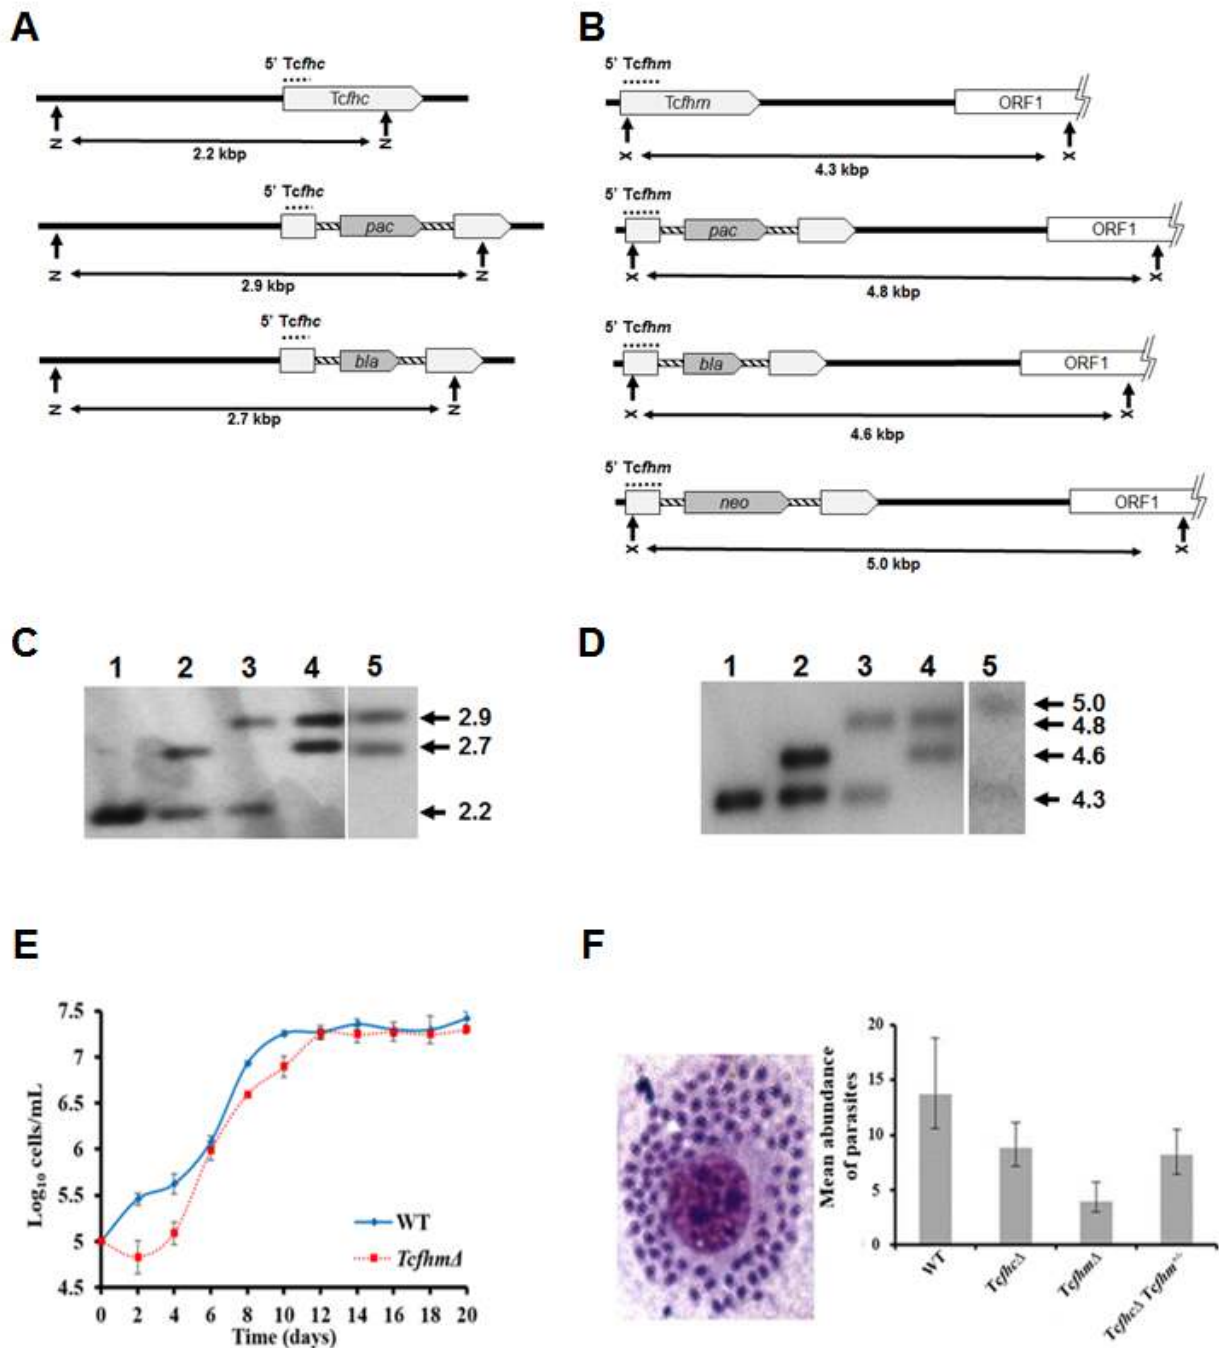 A
5' Tcfhc
Tcfhc
N N
2.2 kbp
5' Tcfhc
pac
N N
2.9 kbp
5' Tcfhc
bla
N N
2.7 kbp
B
5' Tcfhm
Tcfhm ORF1
X X
4.3 kbp
5' Tcfhm
pac ORF1
X X
4.8 kbp
5' Tcfhm
bla ORF1
X X
4.6 kbp
5' Tcfhm
neo ORF1
X X
5.0 kbp
C
1 2 3 4 5
2.9
2.7
2.2
D
1 2 3 4 5
5.0
4.8
4.6
4.3
E
7.5
7
6.5
6
5.5
5
4.5
Log10 cells/mL
WT
TcfhmΔ
0 2 4 6 8 10 12 14 16 18 20
Time (days)
F
Mean abundance
of parasites
20
15
10
5
0
WT
TcfhcΔ
TcfhmΔ
TcfhcΔ Tcfhm+/-